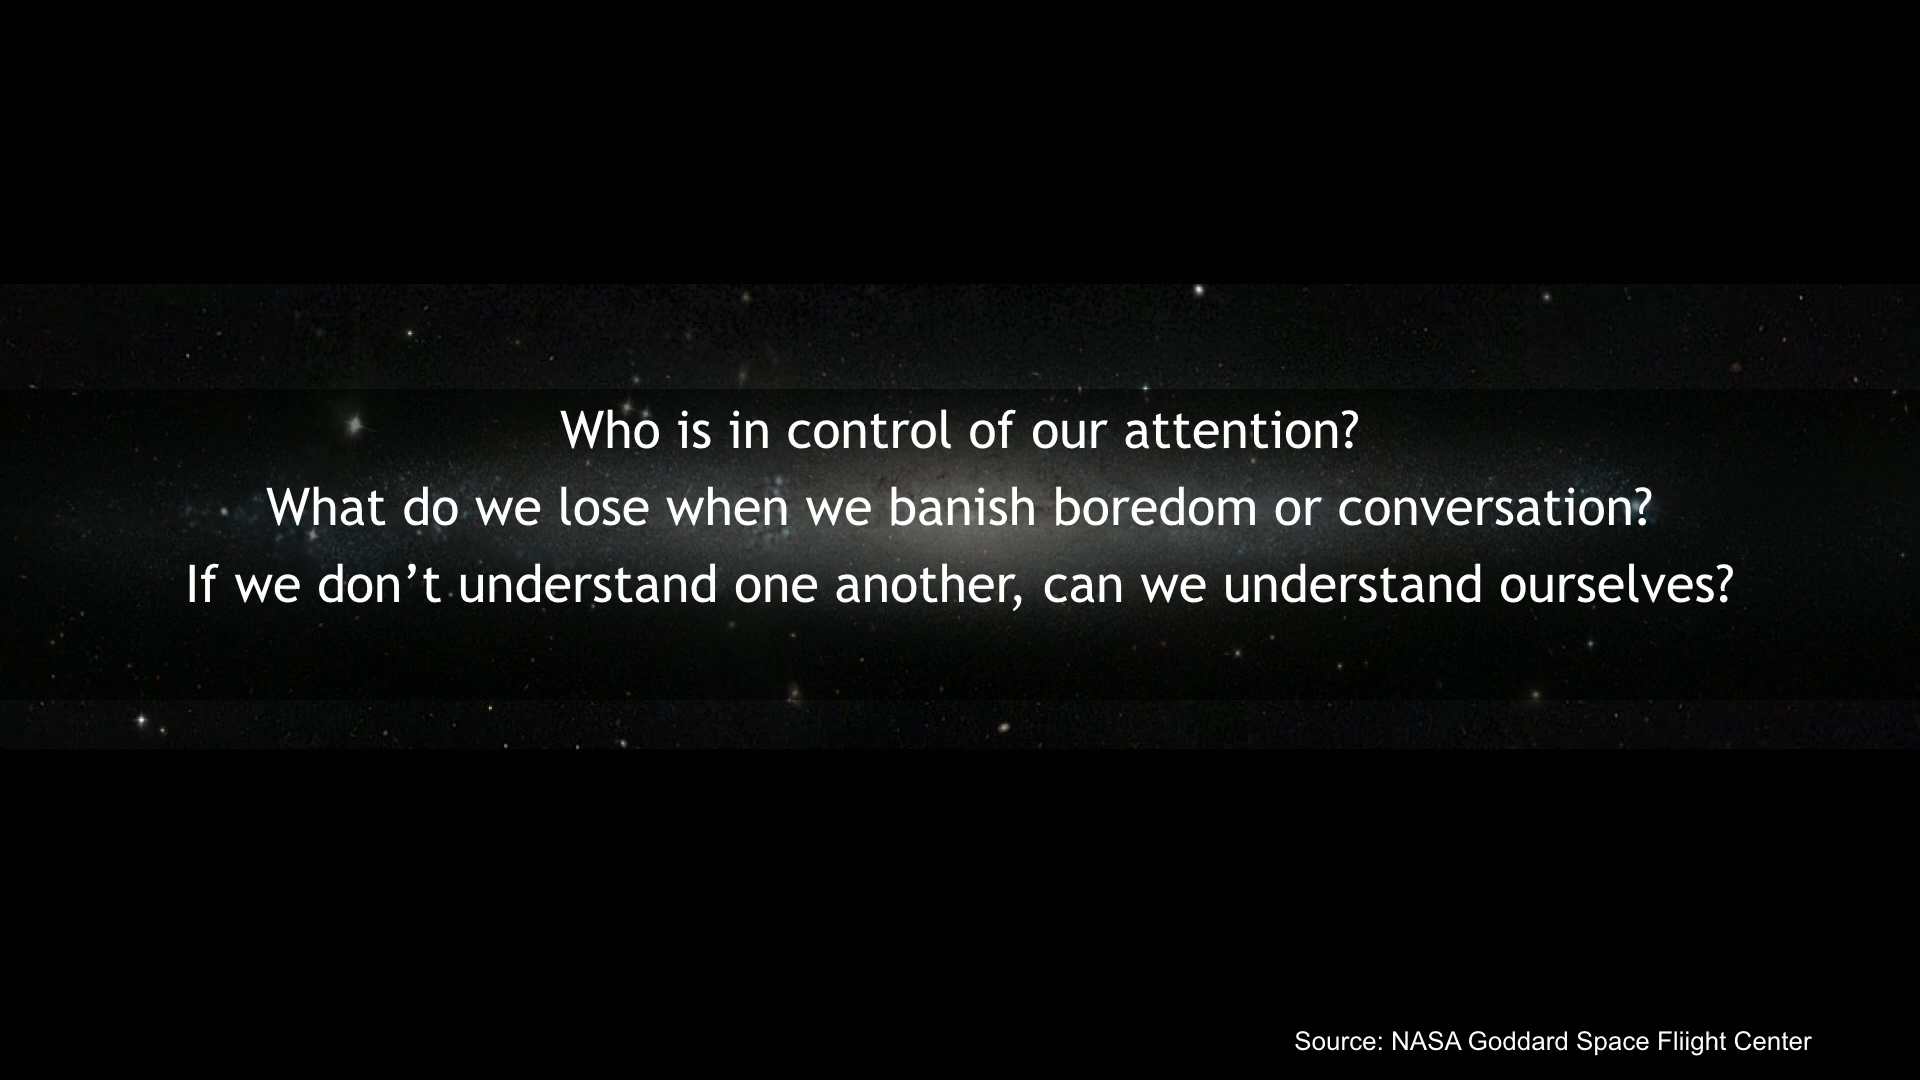 Who is in control of our attention?
What do we lose when we banish boredom or conversation?
If we don’t understand one another, can we understand ourselves?
Source: NASA Goddard Space Fliight Center